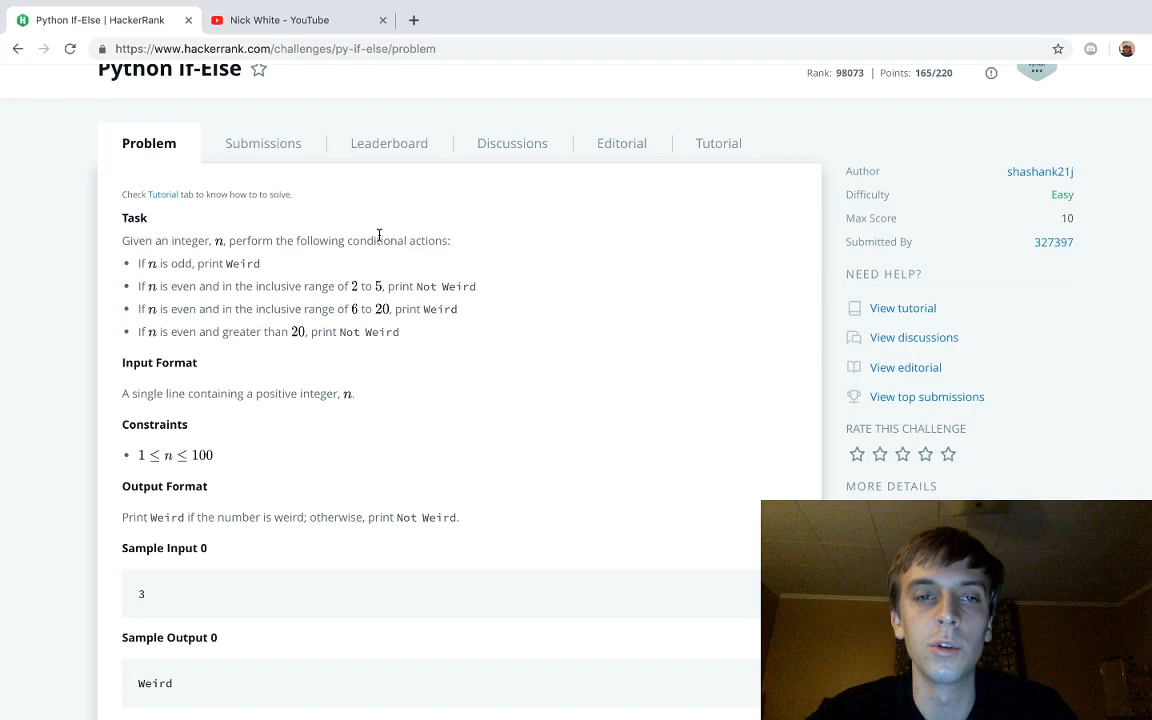 Python If-Else | HackerRank
Nick White - YouTube
https://www.hackerrank.com/challenges/py-if-else/problem
Python If-Else
Rank: 98073 | Points: 165/220
Problem
Submissions
Leaderboard
Discussions
Editorial
Tutorial
Check Tutorial tab to know how to to solve.
Task
Given an integer, n, perform the following conditional actions:
• If n is odd, print Weird
• If n is even and in the inclusive range of 2 to 5, print Not Weird
• If n is even and in the inclusive range of 6 to 20, print Weird
• If n is even and greater than 20, print Not Weird
Input Format
A single line containing a positive integer, n.
Constraints
• 1 ≤ n ≤ 100
Output Format
Print Weird if the number is weird; otherwise, print Not Weird.
Sample Input 0
3
Sample Output 0
Weird
Author shashank21j
Difficulty Easy
Max Score 10
Submitted By 327397
NEED HELP?
View tutorial
View discussions
View editorial
View top submissions
RATE THIS CHALLENGE
MORE DETAILS